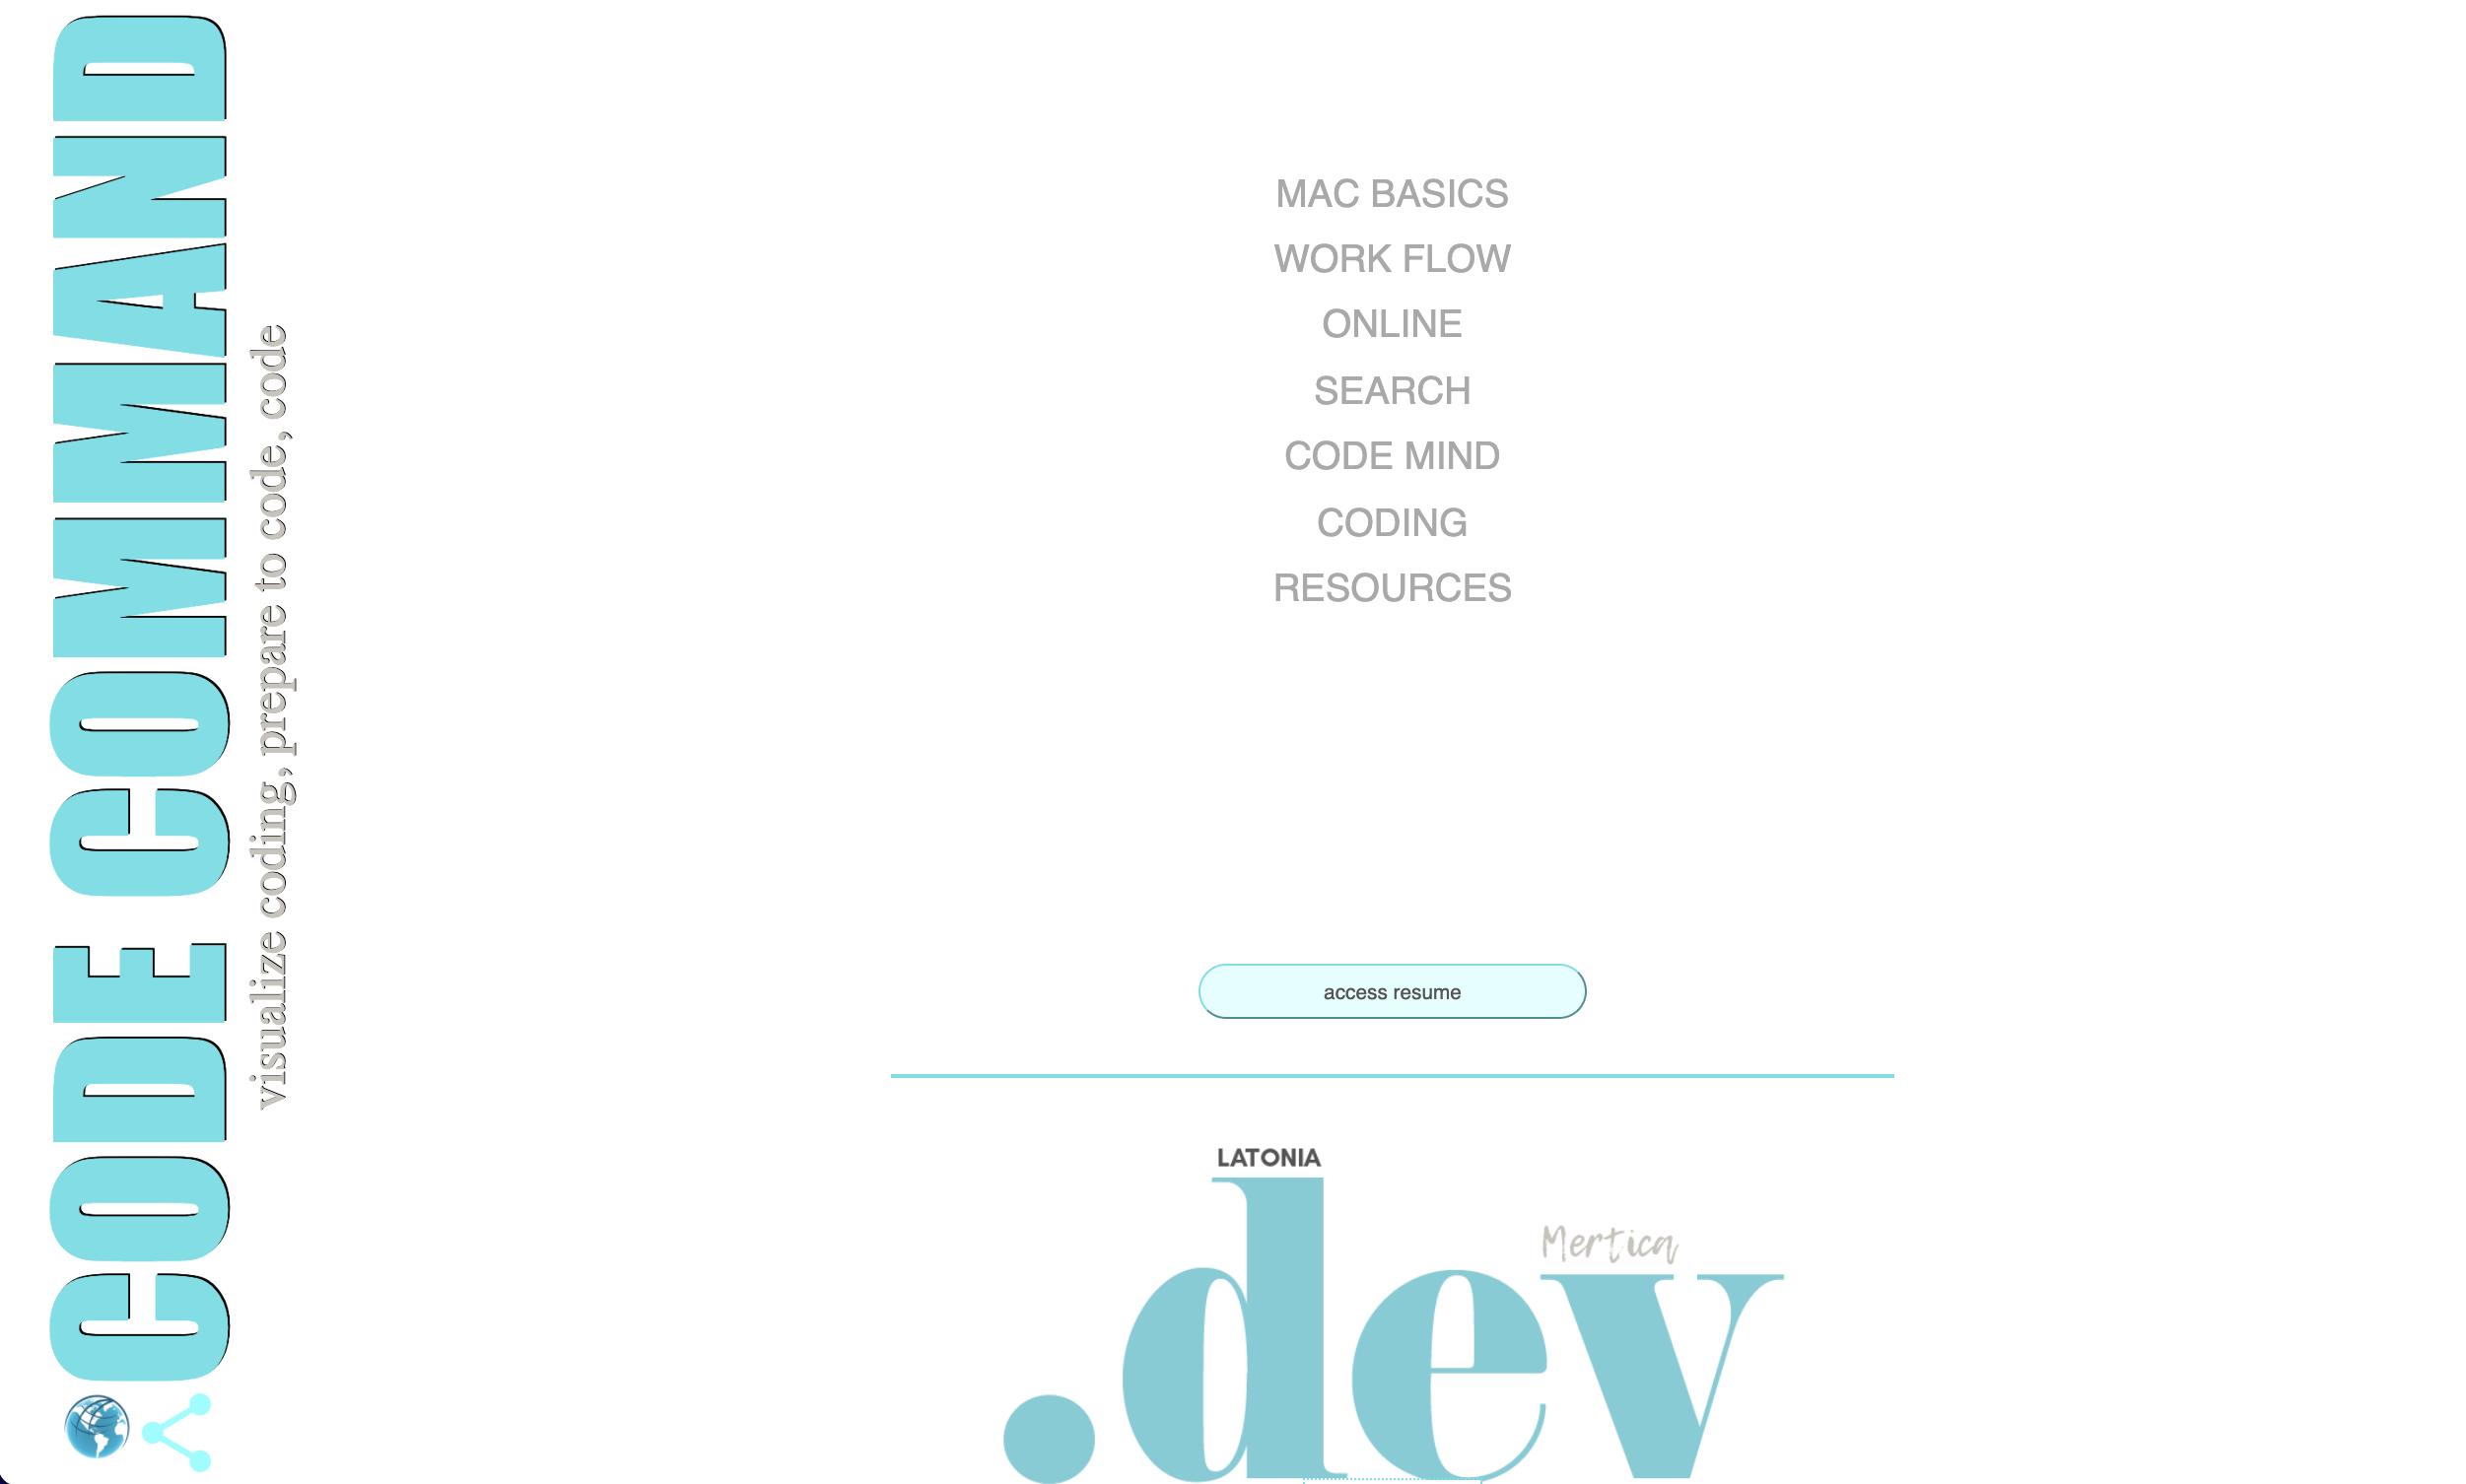 CODE COMMAND
visualize coding, prepare to code, code
MAC BASICS
WORK FLOW
ONLINE
SEARCH
CODE MIND
CODING
RESOURCES
access resume
LATONIA
Mertica
.dev